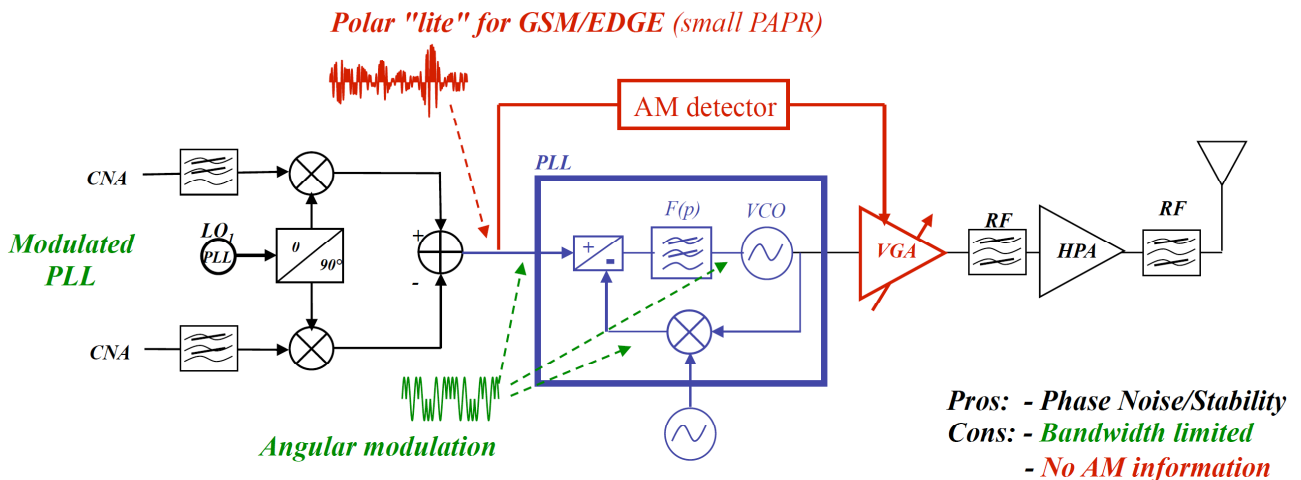 Polar "lite" for GSM/EDGE (small PAPR)
AM detector
PLL
CNA
F(p)
VCO
LO1
PLL
0
90°
+
-
+
-
Modulated
PLL
VGA
RF
HPA
RF
CNA
Angular modulation
Pros: - Phase Noise/Stability
Cons: - Bandwidth limited
- No AM information